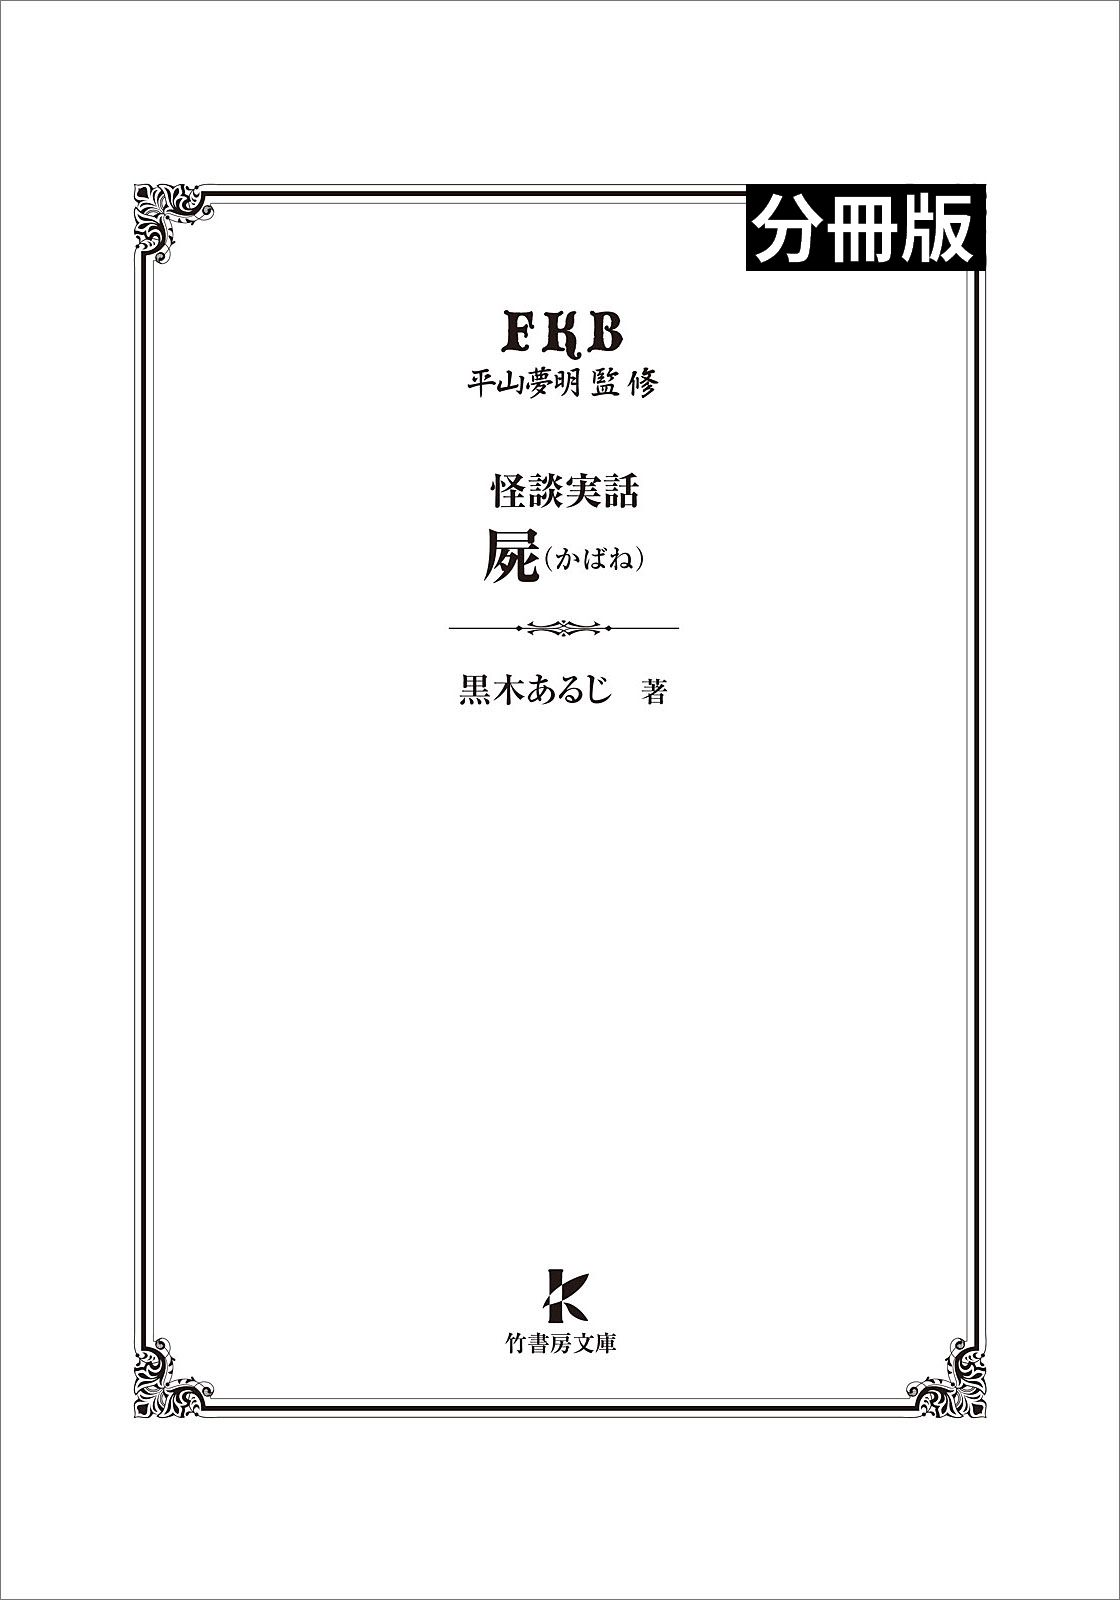 分冊版
FKB
平山夢明 監修
怪談実話
屍（かばね）
黒木あるじ　著
竹書房文庫